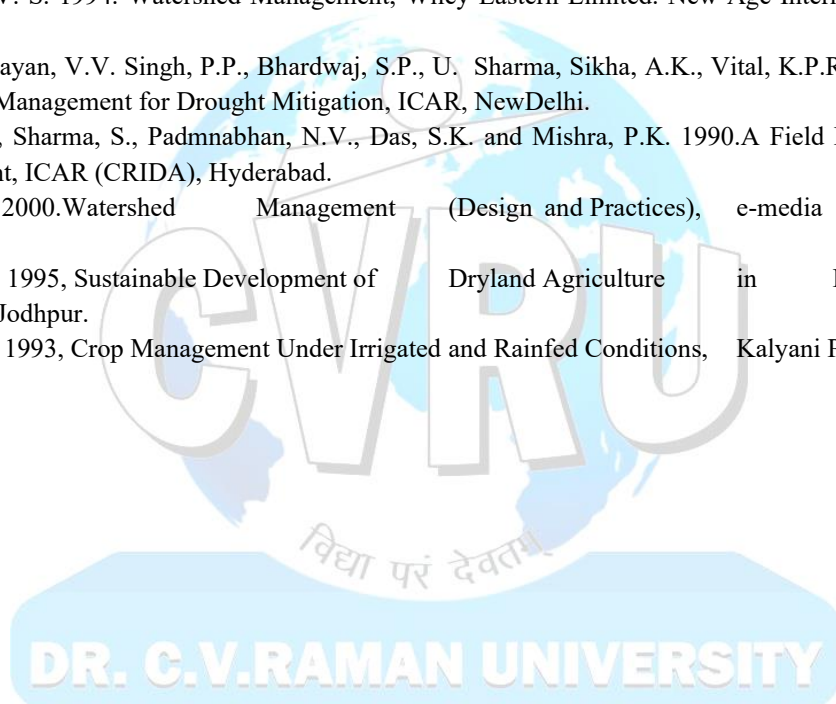 V. S. 1994. Watershed Management, Wiley Eastern Limited. New Age Intern
ayan, V.V. Singh, P.P., Bhardwaj, S.P., U. Sharma, Sikha, A.K., Vital, K.P.R
Management for Drought Mitigation, ICAR, NewDelhi.
, Sharma, S., Padmnabhan, N.V., Das, S.K. and Mishra, P.K. 1990.A Field
nt, ICAR (CRIDA), Hyderabad.
2000.Watershed Management (Design and Practices), e-media
1995, Sustainable Development of Dryland Agriculture in
Jodhpur.
1993, Crop Management Under Irrigated and Rainfed Conditions, Kalyani
CVRU
विद्या परं देवतम्
DR. C.V.RAMAN UNIVERSITY